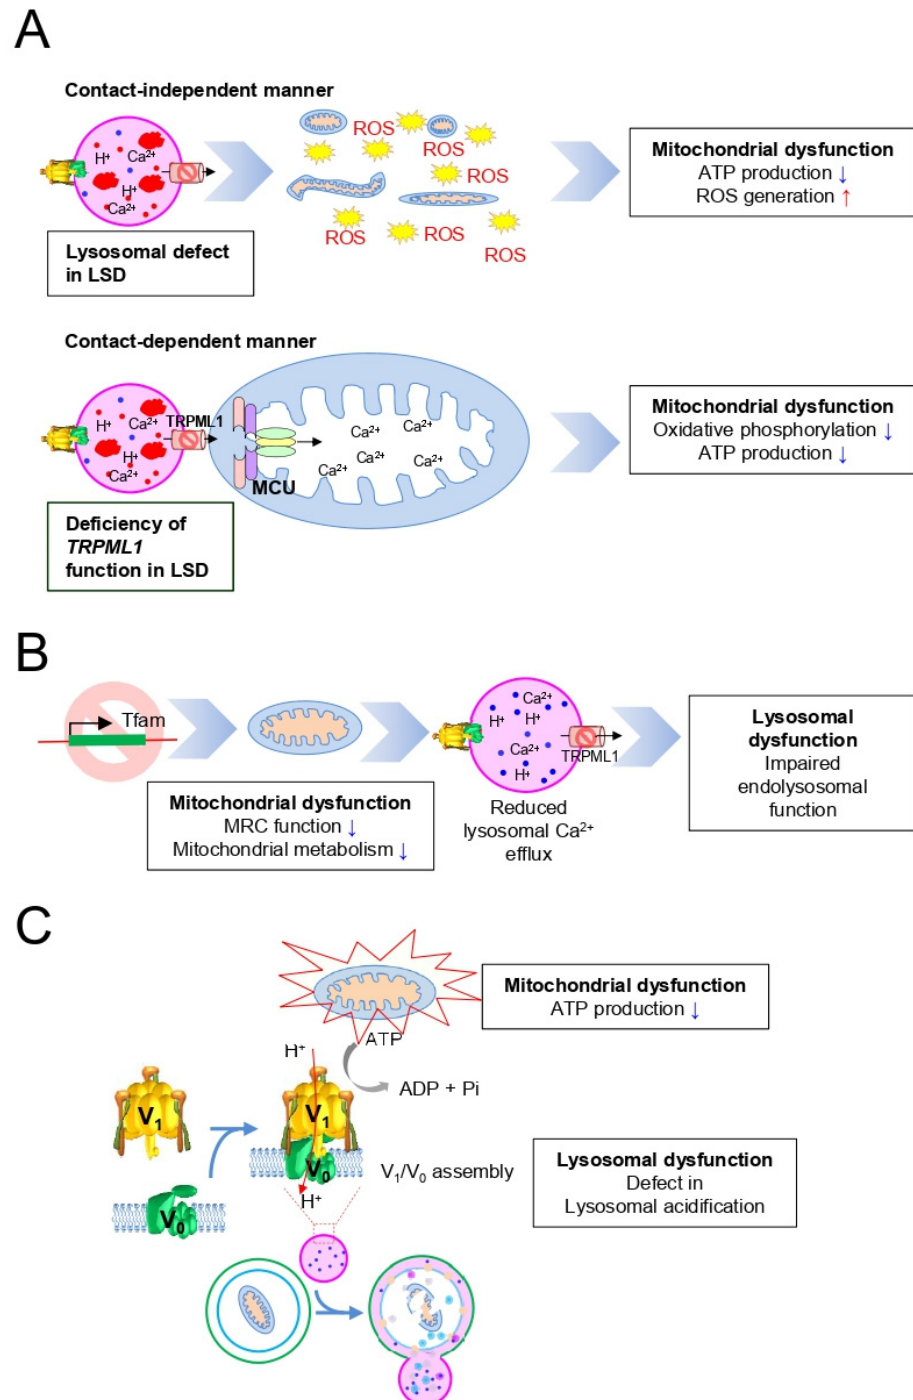 A
Contact-independent manner
H⁺
Ca²⁺
H⁺
Ca²⁺
ROS
ROS
ROS
ROS
ROS
ROS
Mitochondrial dysfunction
ATP production ↓
ROS generation ↑
Lysosomal defect
in LSD
Contact-dependent manner
H⁺
Ca²⁺
H⁺
Ca²⁺
TRPML1
MCU
Ca²⁺
Ca²⁺
Ca²⁺
Ca²⁺
Ca²⁺
Mitochondrial dysfunction
Oxidative phosphorylation ↓
ATP production ↓
Deficiency of
TRPML1
function in LSD
B
Tfam
Mitochondrial dysfunction
MRC function ↓
Mitochondrial metabolism ↓
Ca²⁺
H⁺
H⁺
Ca²⁺
H⁺
TRPML1
Reduced
lysosomal Ca²⁺
efflux
Lysosomal
dysfunction
Impaired
endolysosomal
function
C
Mitochondrial dysfunction
ATP production ↓
ATP
H⁺
ADP + Pi
V₁
V₁
V₀
V₀
H⁺
V₁/V₀ assembly
Lysosomal dysfunction
Defect in
Lysosomal acidification